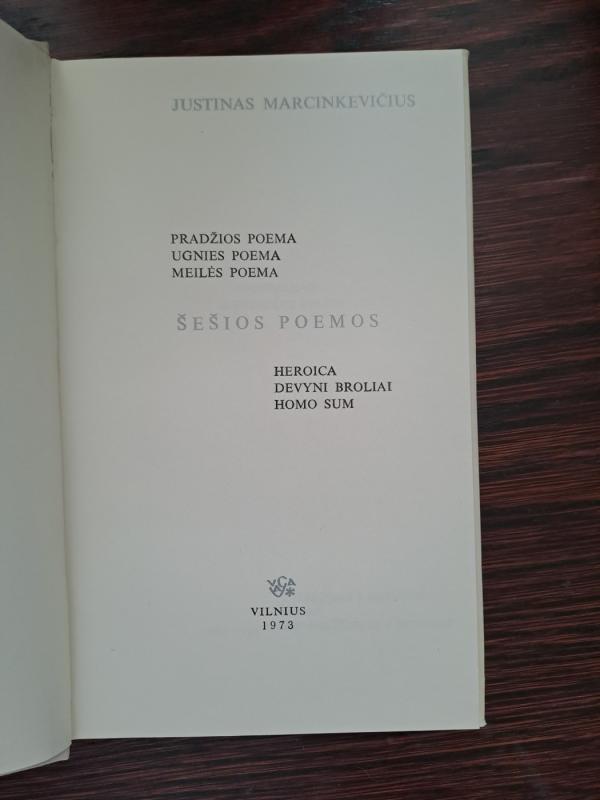 JUSTINAS MARCINKEVIČIUS
PRADŽIOS POEMA
UGNIES POEMA
MEILĖS POEMA
ŠEŠIOS POEMOS
HEROICA
DEVYNI BROLIAI
HOMO SUM
VILNIUS
1973